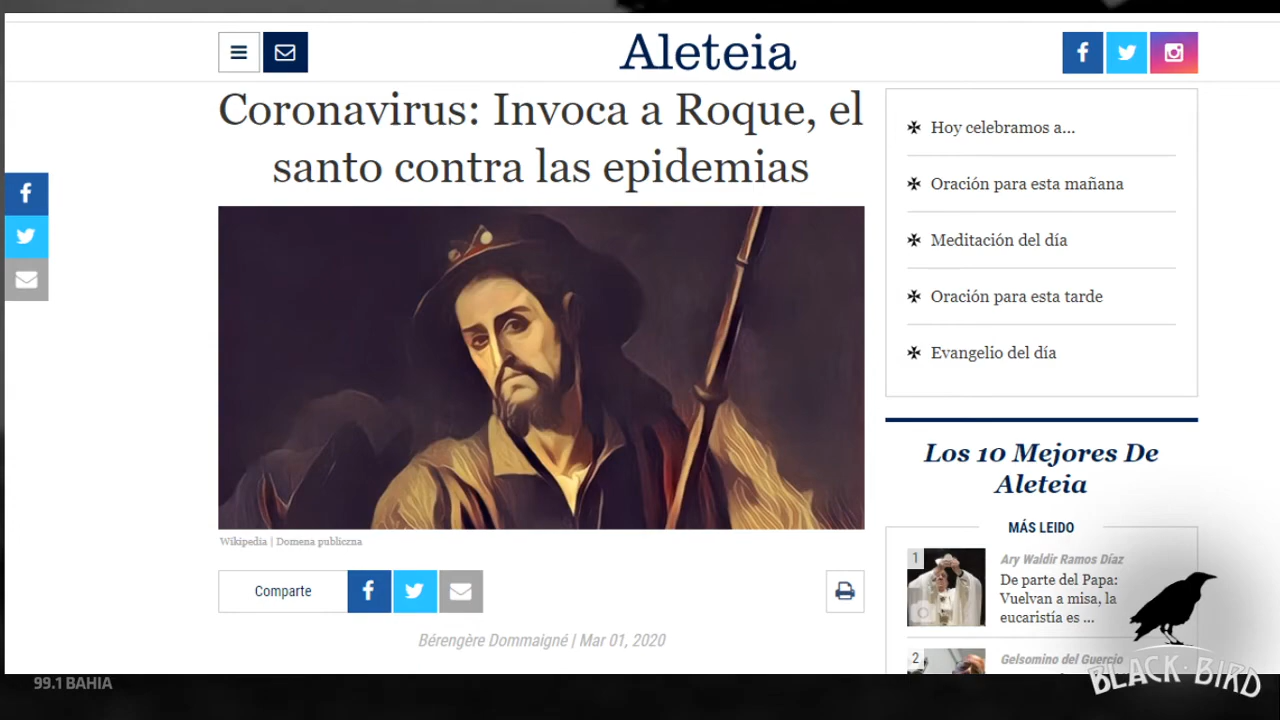 Aleteia
Coronavirus: Invoca a Roque, el
santo contra las epidemias
Wikipedia | Domena publiczna
Comparte
Bérengère Dommaigné | Mar 01, 2020
Hoy celebramos a...
Oración para esta mañana
Meditación del día
Oración para esta tarde
Evangelio del día
Los 10 Mejores De
Aleteia
MÁS LEIDO
1
Ary Waldir Ramos Díaz
De parte del Papa:
Vuelvan a misa, la
eucaristía es ...
2
Gelsomino del Guercio
99.1 BAHIA
BLACK·BIRD